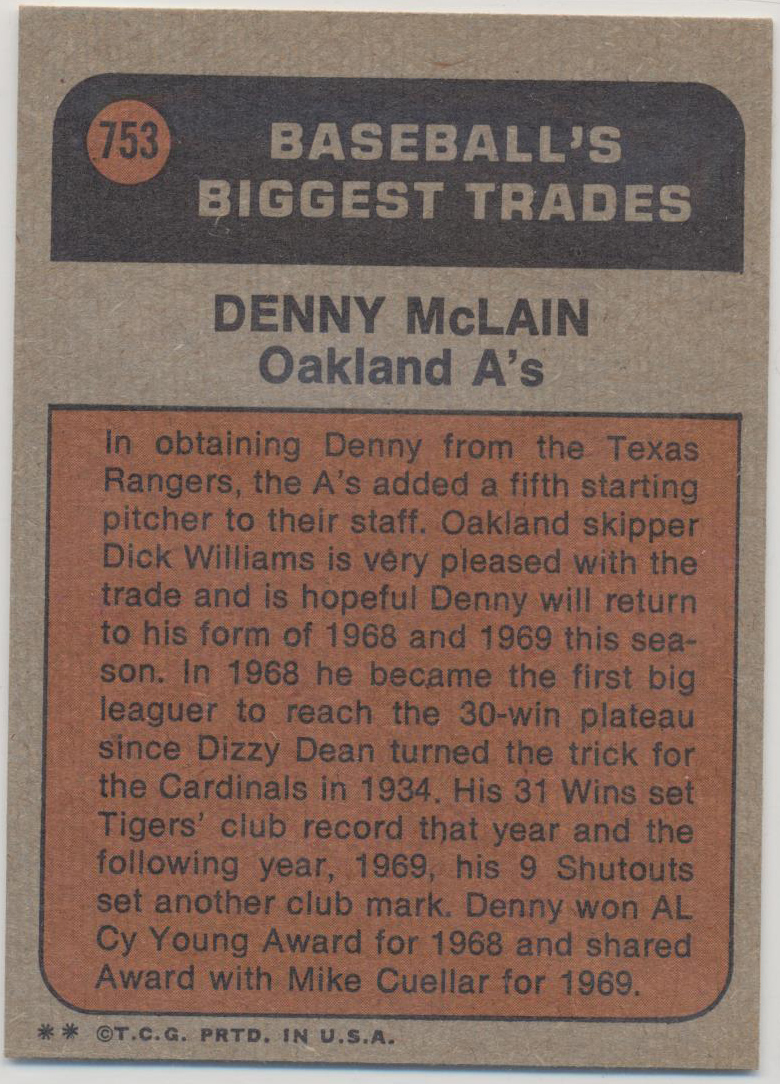 753
BASEBALL'S
BIGGEST TRADES
DENNY McLAIN
Oakland A's
In obtaining Denny from the Texas
Rangers, the A's added a fifth starting
pitcher to their staff. Oakland skipper
Dick Williams is very pleased with the
trade and is hopeful Denny will return
to his form of 1968 and 1969 this sea-
son. In 1968 he became the first big
leaguer to reach the 30-win plateau
since Dizzy Dean turned the trick for
the Cardinals in 1934. His 31 Wins set
Tigers' club record that year and the
following year, 1969, his 9 Shutouts
set another club mark. Denny won AL
Cy Young Award for 1968 and shared
Award with Mike Cuellar for 1969.
** ©T.C.G. PRTD. IN U.S.A.